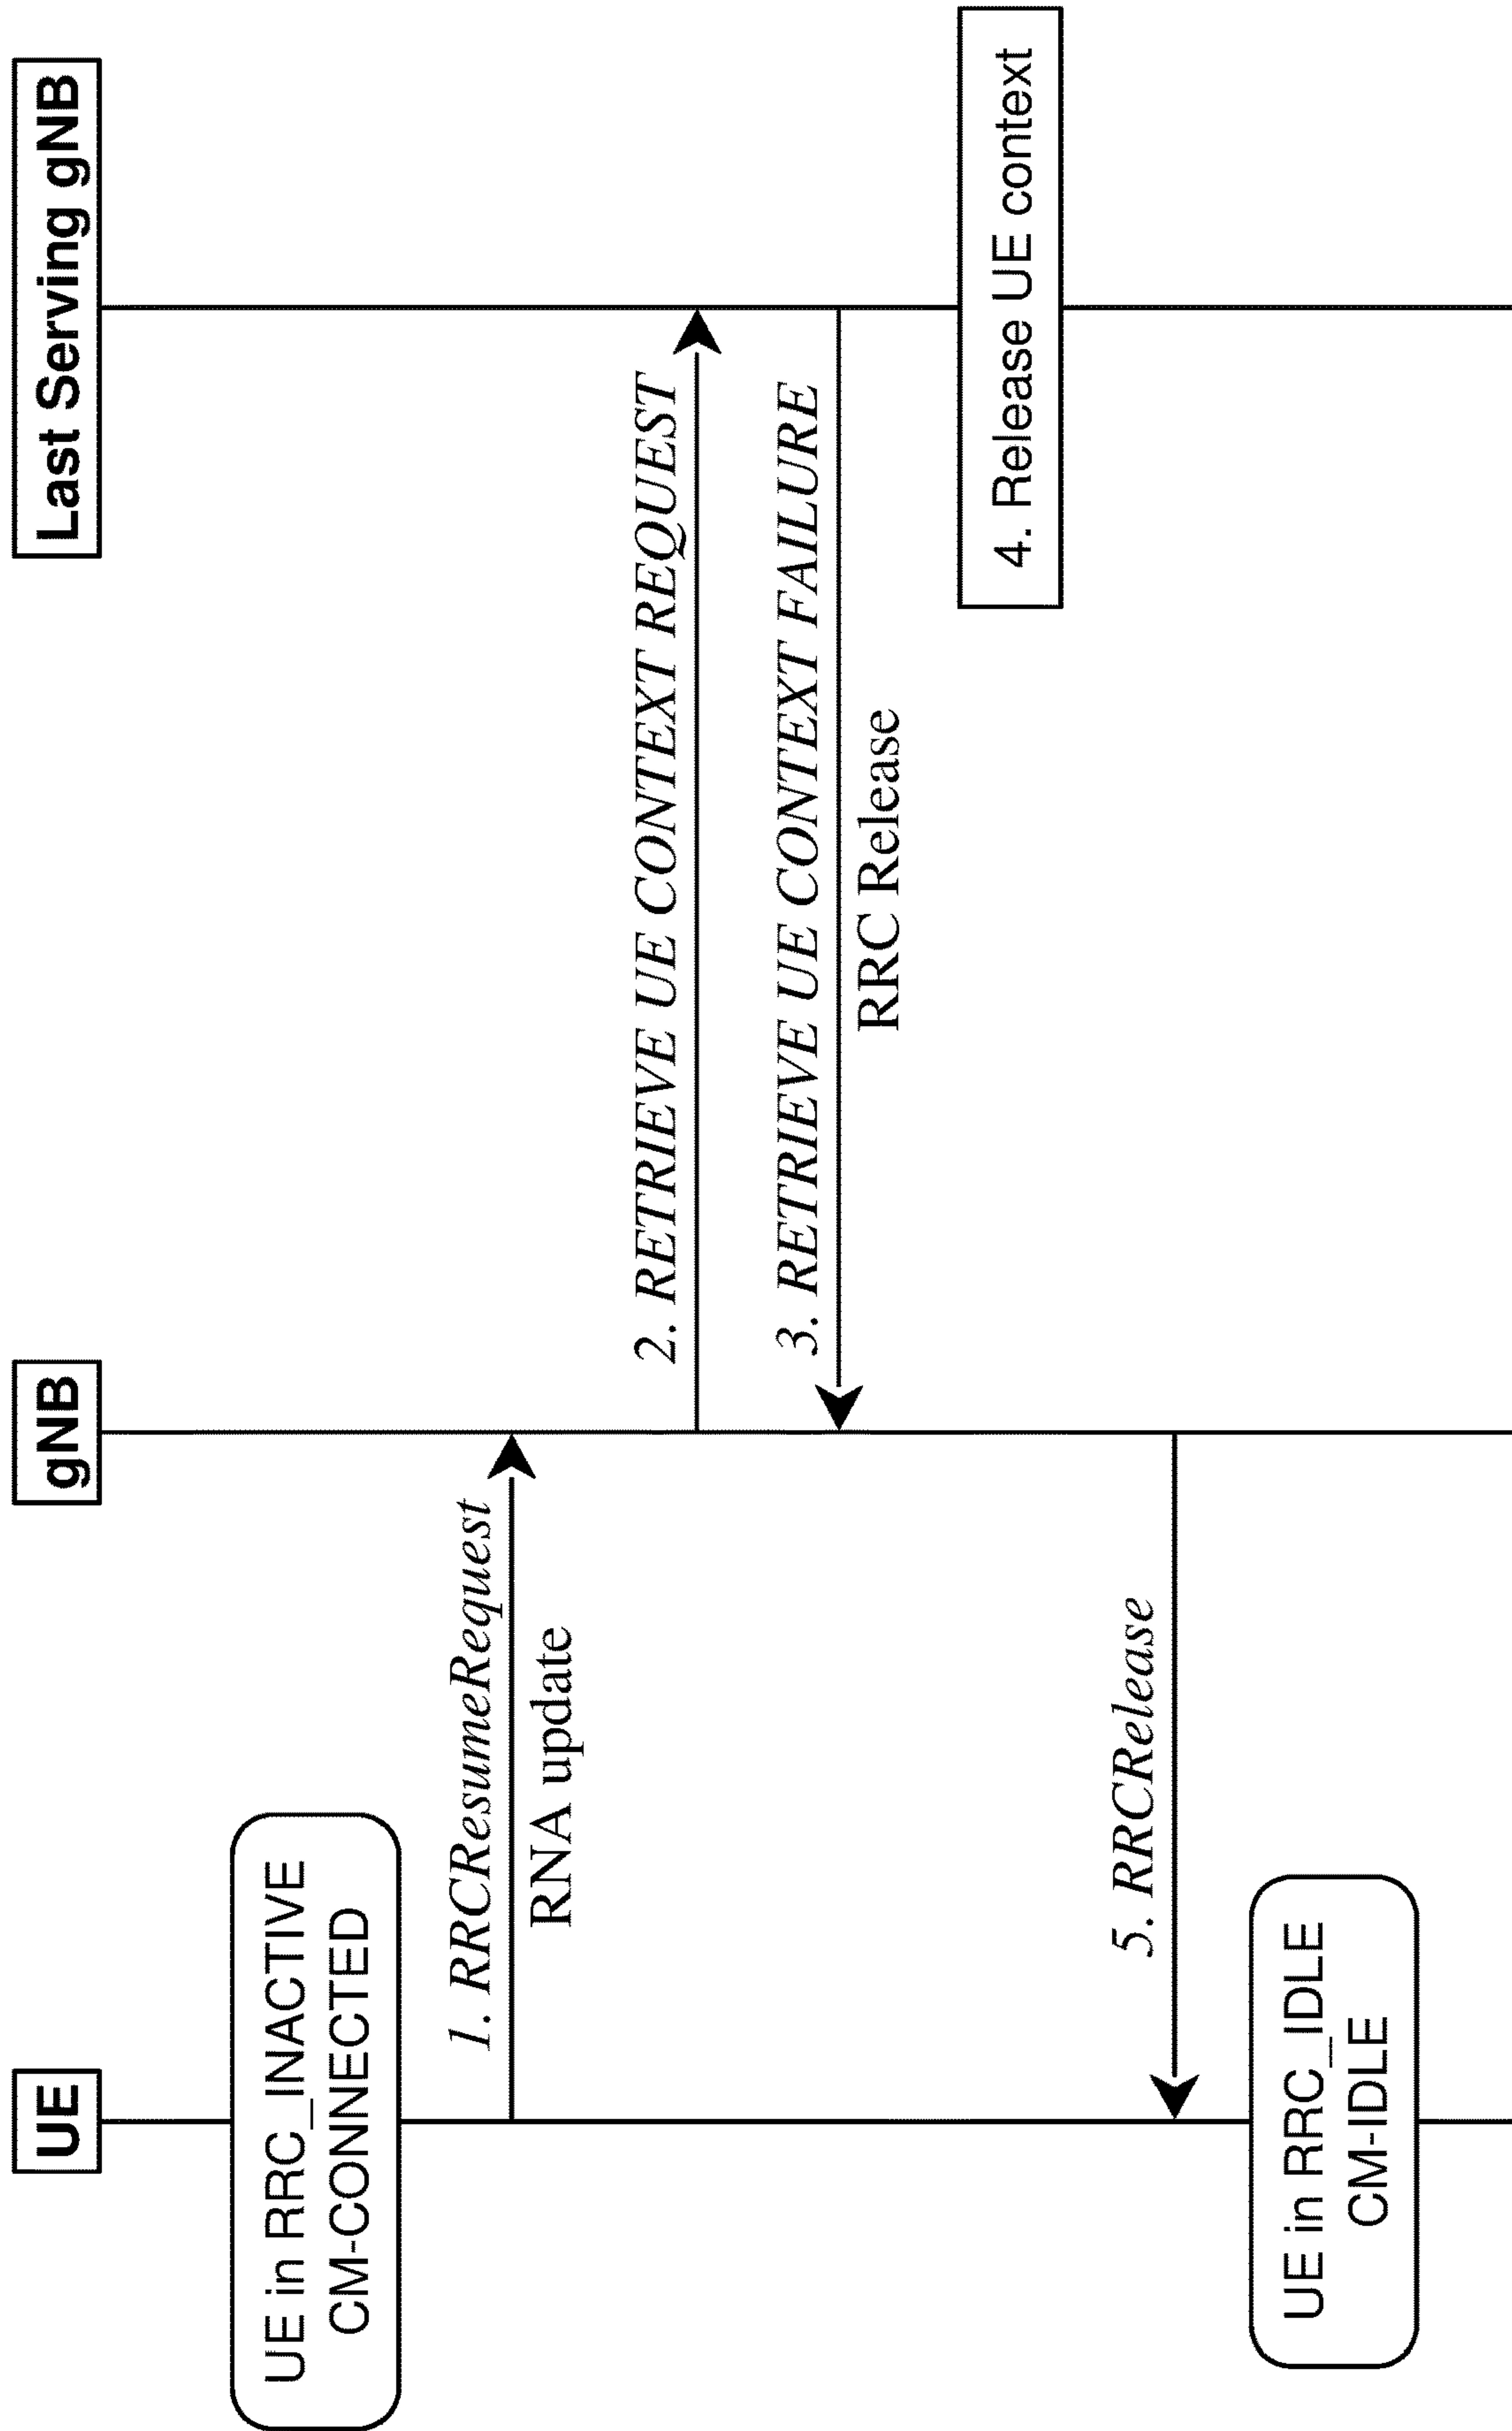 UE
gNB
Last Serving gNB
UE in RRC_INACTIVE
CM-CONNECTED
1. RRCResumeRequest
RNA update
2. RETRIEVE UE CONTEXT REQUEST
3. RETRIEVE UE CONTEXT FAILURE
RRC Release
4. Release UE context
5. RRCRelease
UE in RRC_IDLE
CM-IDLE